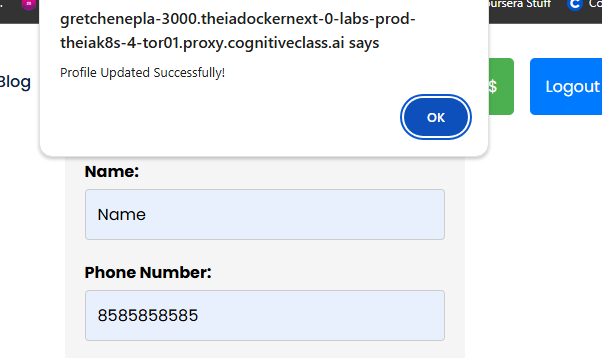 oursera Stuff
gretchenepla-3000.theiadockernext-0-labs-prod-
theiak8s-4-tor01.proxy.cognitiveclass.ai says
Profile Updated Successfully!
OK
Blog
$
Logout
Name:
Name
Phone Number:
8585858585